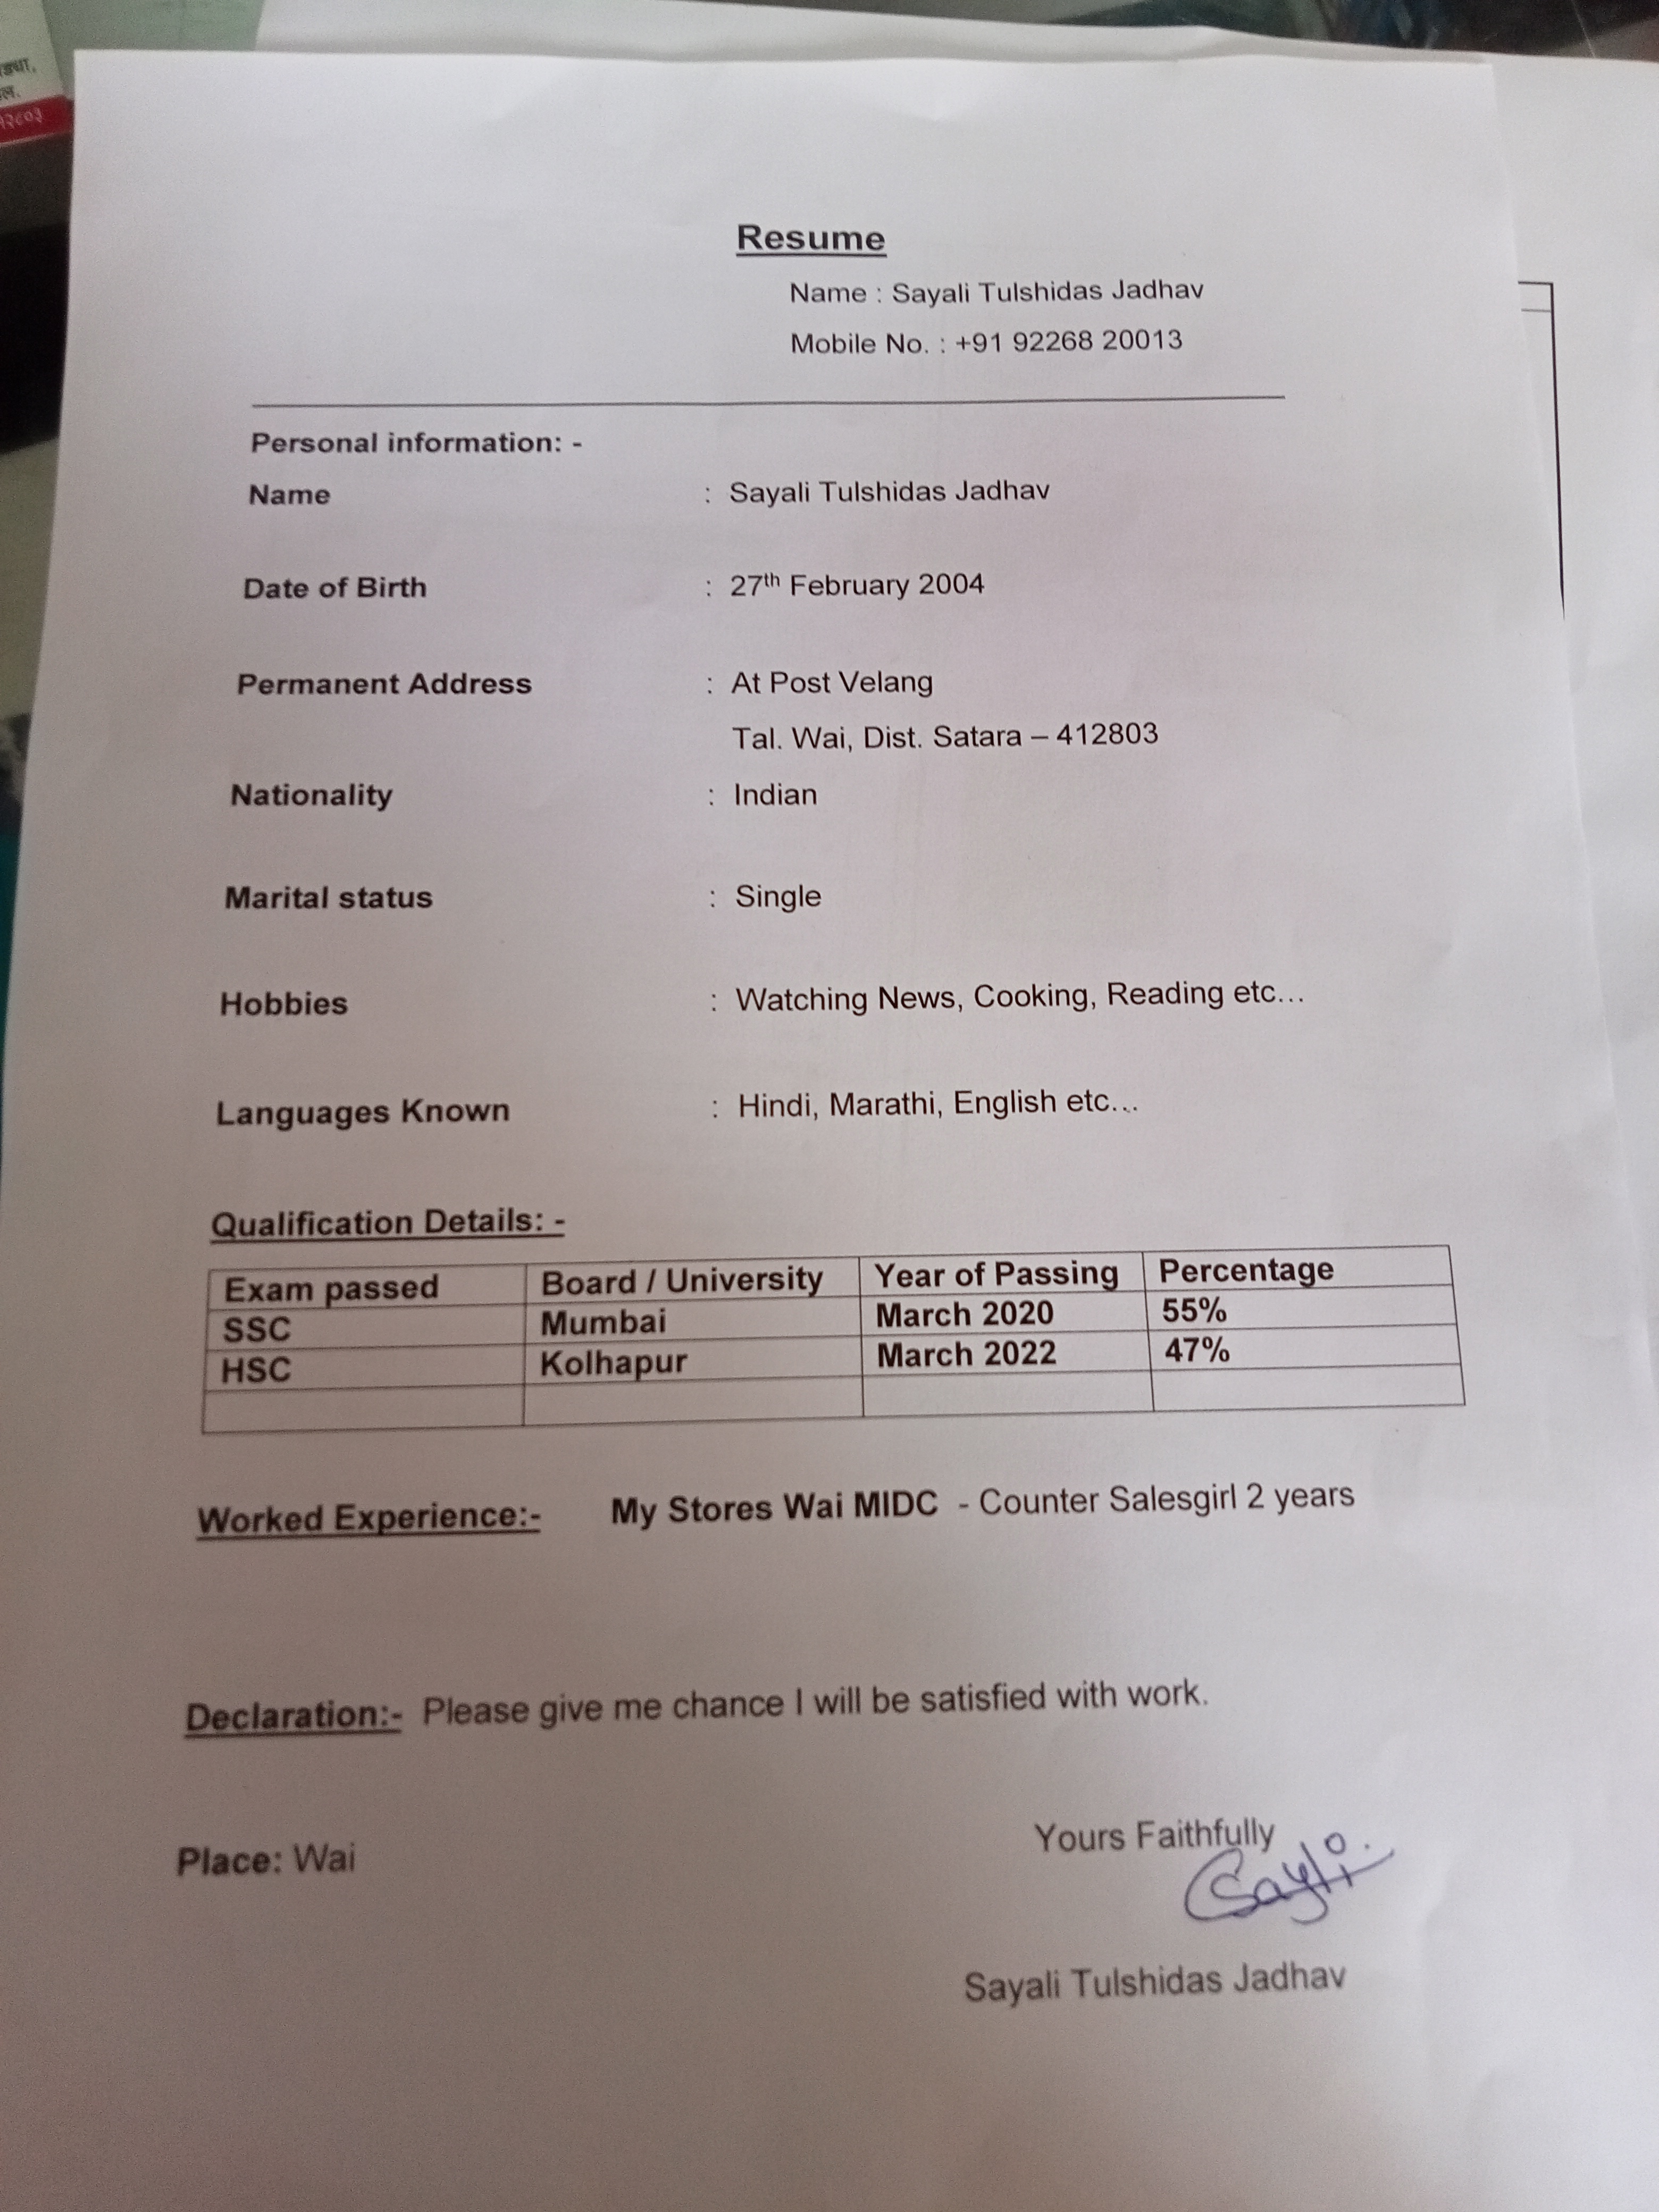 ल.
१२८०३
Resume
Name : Sayali Tulshidas Jadhav
Mobile No. : +91 92268 20013
Personal information: -
Name : Sayali Tulshidas Jadhav
Date of Birth : 27th February 2004
Permanent Address : At Post Velang
Tal. Wai, Dist. Satara – 412803
Nationality : Indian
Marital status : Single
Hobbies : Watching News, Cooking, Reading etc…
Languages Known : Hindi, Marathi, English etc…
Qualification Details: -
Exam passed Board / University Year of Passing Percentage
SSC Mumbai March 2020 55%
HSC Kolhapur March 2022 47%
Worked Experience:- My Stores Wai MIDC - Counter Salesgirl 2 years
Declaration:- Please give me chance I will be satisfied with work.
Yours Faithfully
Place: Wai
Sayli
Sayali Tulshidas Jadhav